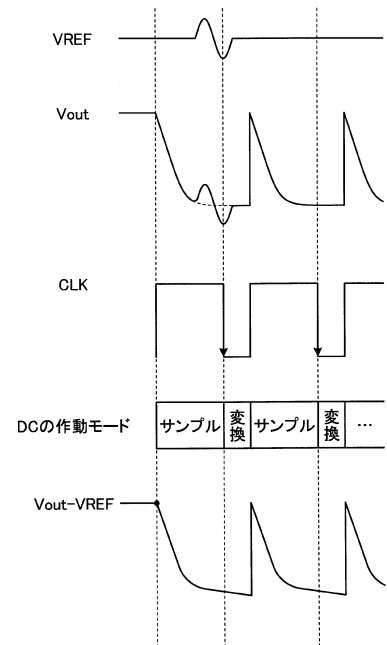 VREF
Vout
CLK
DCの作動モード
サンプル
変換
サンプル
変換
…
Vout-VREF